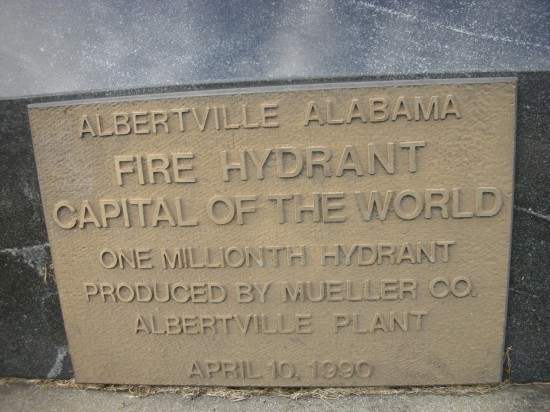 ALBERTVILLE ALABAMA
FIRE HYDRANT
CAPITAL OF THE WORLD
ONE MILLIONTH HYDRANT
PRODUCED BY MUELLER CO.
ALBERTVILLE PLANT
APRIL 10, 1990